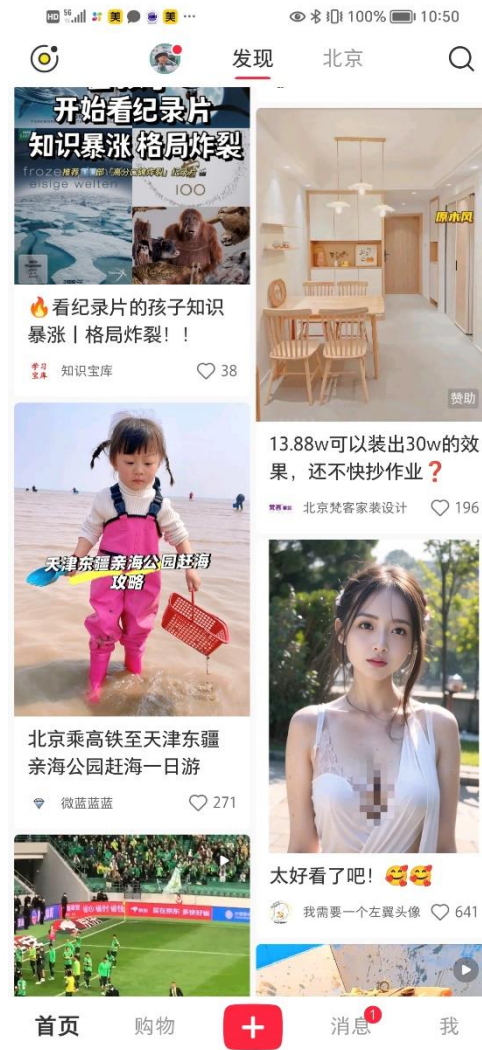 HD 5G 美 美 ··· 100% 10:50
发现 北京
开始看纪录片
知识暴涨 格局炸裂
100
🔥看纪录片的孩子知识
暴涨丨格局炸裂！！
学习
宝库
知识宝库 38
天津东疆亲海公园赶海
攻略
北京乘高铁至天津东疆
亲海公园赶海一日游
微蓝蓝蓝 271
原木风
赞助
13.88w可以装出30w的效
果，还不快抄作业❓
北京梵客家装设计 196
太好看了吧！🥰🥰
我需要一个左翼头像 641
首页 购物 消息 1 我